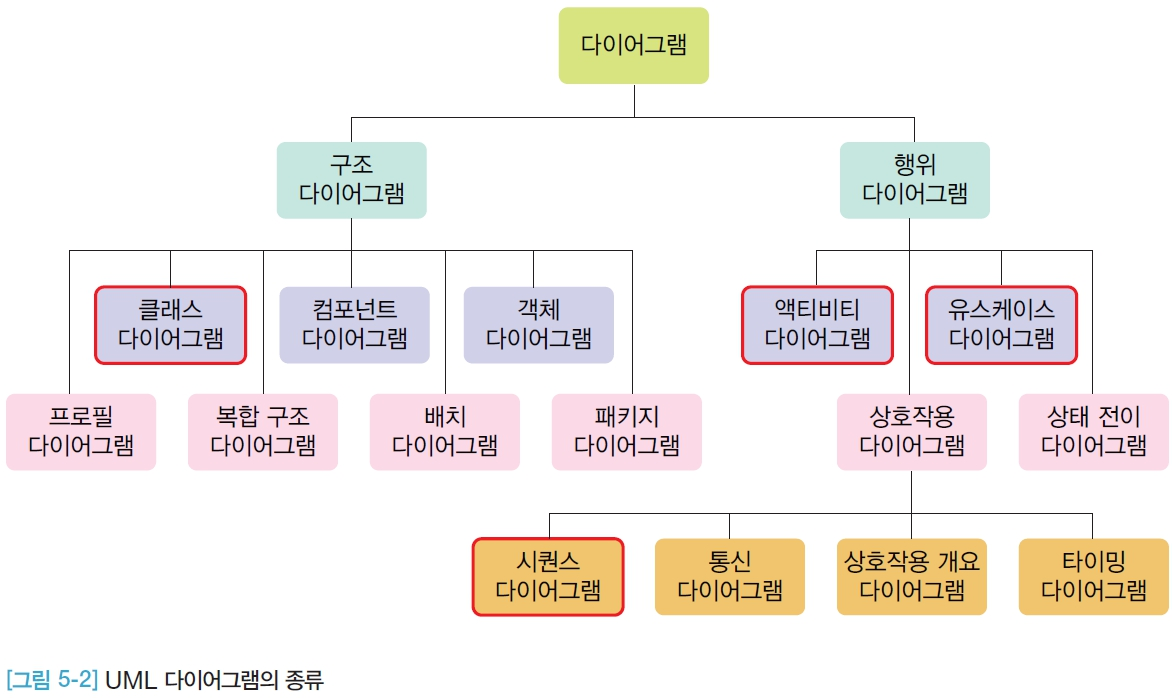 다이어그램
구조
다이어그램
행위
다이어그램
클래스
다이어그램
컴포넌트
다이어그램
객체
다이어그램
액티비티
다이어그램
유스케이스
다이어그램
프로필
다이어그램
복합 구조
다이어그램
배치
다이어그램
패키지
다이어그램
상호작용
다이어그램
상태 전이
다이어그램
시퀀스
다이어그램
통신
다이어그램
상호작용 개요
다이어그램
타이밍
다이어그램
[그림 5-2] UML 다이어그램의 종류